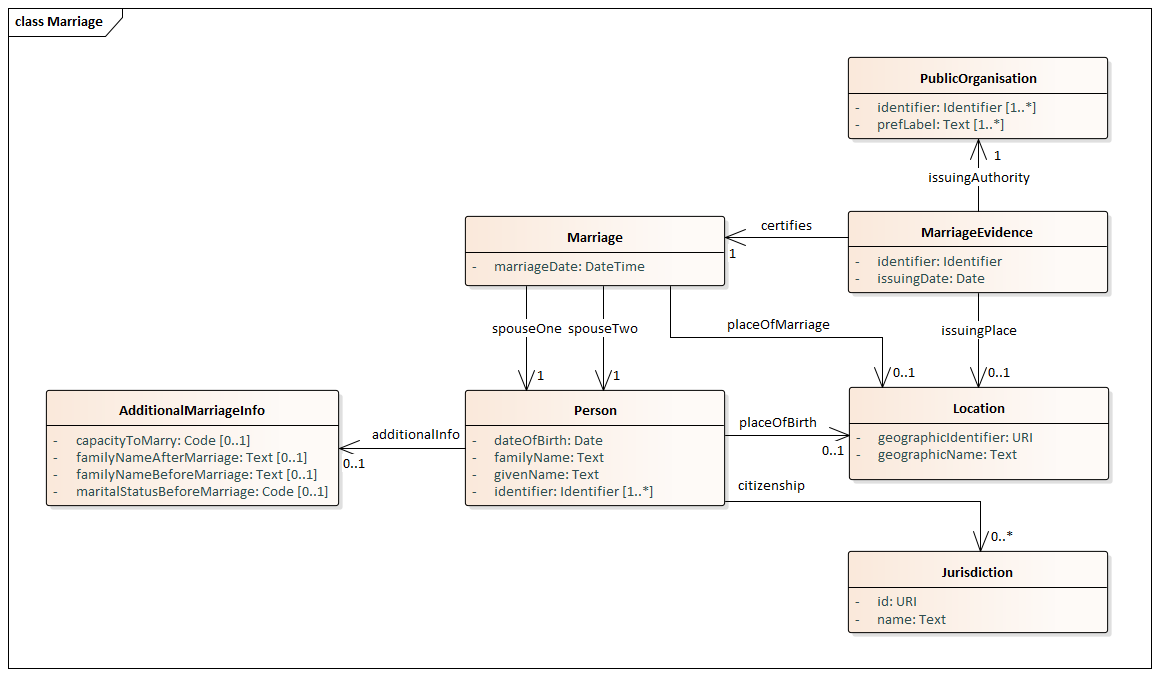 class Marriage
PublicOrganisation
- identifier: Identifier [1..*]
- prefLabel: Text [1..*]
1
issuingAuthority
Marriage
- marriageDate: DateTime
certifies
1
MarriageEvidence
- identifier: Identifier
- issuingDate: Date
spouseOne
spouseTwo
placeOfMarriage
issuingPlace
1
1
0..1
0..1
AdditionalMarriageInfo
- capacityToMarry: Code [0..1]
- familyNameAfterMarriage: Text [0..1]
- familyNameBeforeMarriage: Text [0..1]
- maritalStatusBeforeMarriage: Code [0..1]
additionalInfo
0..1
Person
- dateOfBirth: Date
- familyName: Text
- givenName: Text
- identifier: Identifier [1..*]
placeOfBirth
0..1
Location
- geographicIdentifier: URI
- geographicName: Text
citizenship
0..*
Jurisdiction
- id: URI
- name: Text